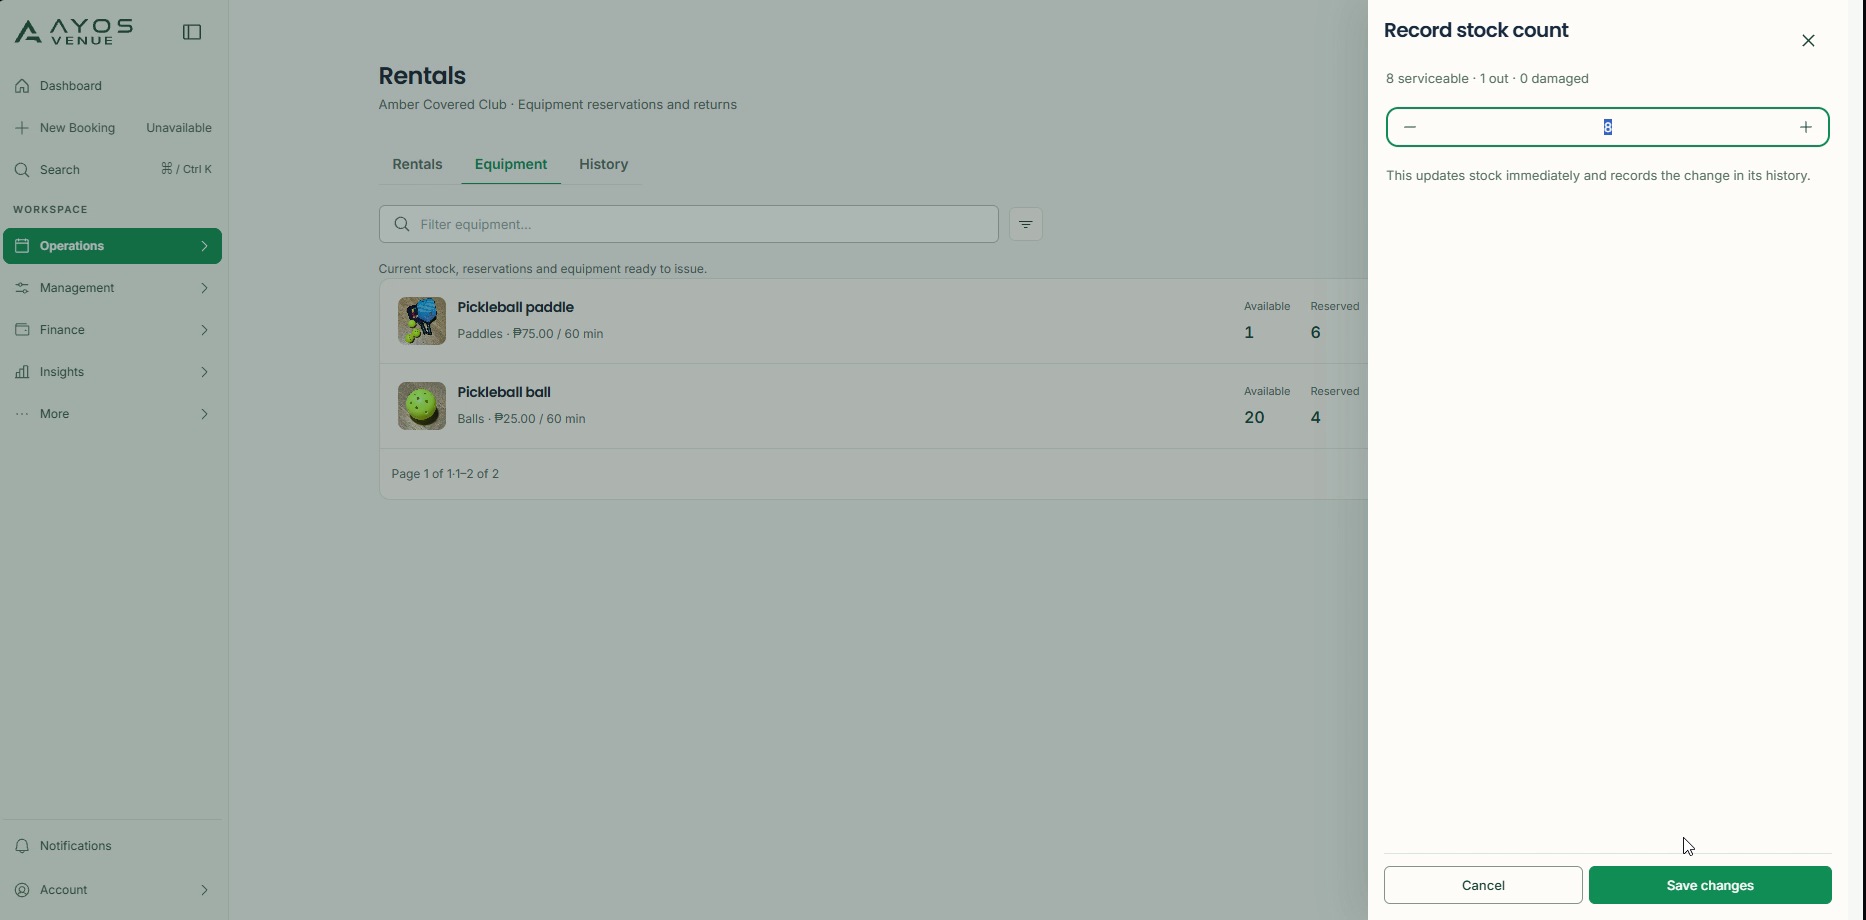 AYOS
VENUE
Dashboard
New Booking Unavailable
Search ⌘ / Ctrl K
WORKSPACE
Operations
Management
Finance
Insights
More
Notifications
Account
Rentals
Amber Covered Club · Equipment reservations and returns
Rentals Equipment History
Filter equipment...
Current stock, reservations and equipment ready to issue.
Pickleball paddle
Paddles · ₱75.00 / 60 min
Available Reserved
1 6
Pickleball ball
Balls · ₱25.00 / 60 min
Available Reserved
20 4
Page 1 of 1·1–2 of 2
Record stock count
8 serviceable · 1 out · 0 damaged
8
This updates stock immediately and records the change in its history.
Cancel Save changes